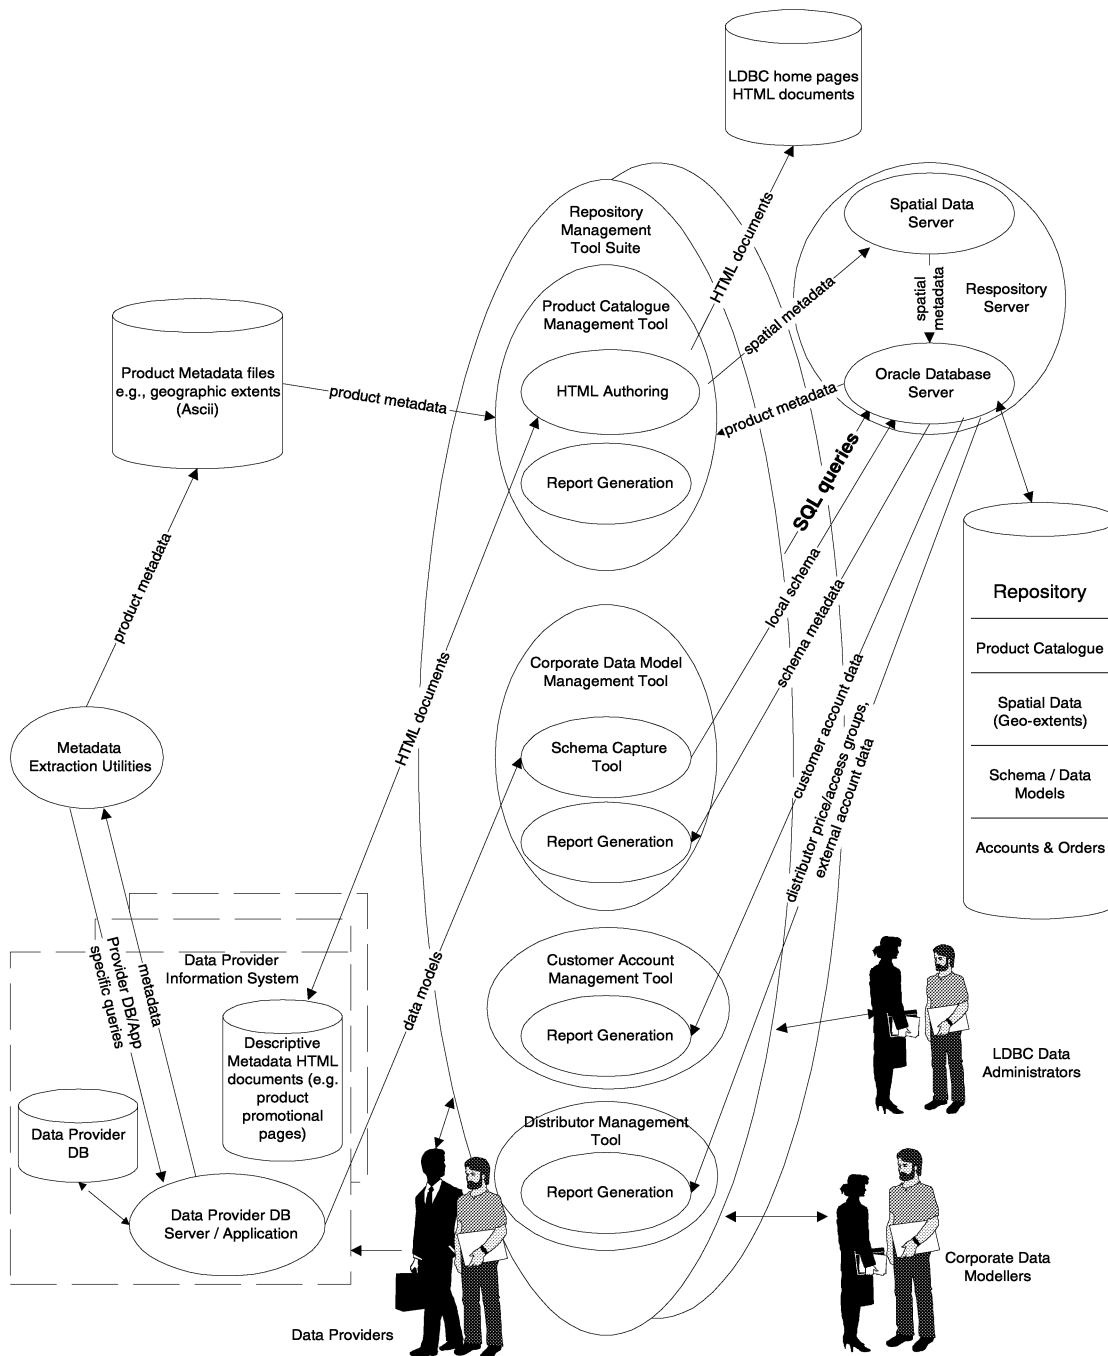 LDBC home pages
HTML documents
Repository
Management
Tool Suite
Spatial Data
Server
HTML documents
spatial
metadata
Respository
Server
Product Catalogue
Management Tool
spatial metadata
Product Metadata files
e.g., geographic extents
(Ascii)
product metadata
HTML Authoring
product metadata
Oracle Database
Server
Report Generation
SQL queries
product metadata
local schema
schema metadata
Repository
Product Catalogue
Spatial Data
(Geo-extents)
Schema / Data
Models
Accounts & Orders
HTML documents
Corporate Data Model
Management Tool
customer account data
distributor price/access groups,
external account data
Metadata
Extraction Utilities
Schema Capture
Tool
Report Generation
Provider DB/App
specific queries
metadata
Data Provider
Information System
data models
Customer Account
Management Tool
Report Generation
Descriptive
Metadata HTML
documents (e.g.
product
promotional
pages)
LDBC Data
Administrators
Data Provider
DB
Distributor Management
Tool
Report Generation
Data Provider DB
Server / Application
Corporate Data
Modellers
Data Providers